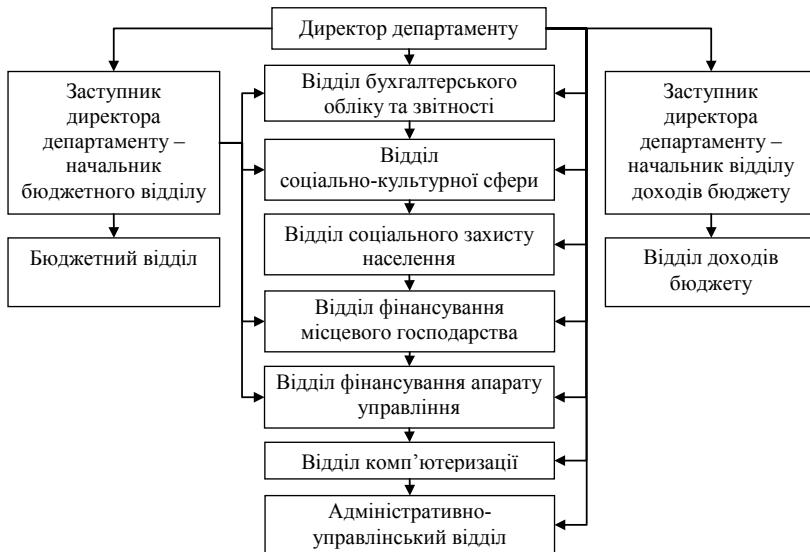 Директор департаменту
Заступник
директора
департаменту –
начальник
бюджетного відділу
Бюджетний відділ
Відділ бухгалтерського
обліку та звітності
Відділ
соціально-культурної сфери
Відділ соціального захисту
населення
Відділ фінансування
місцевого господарства
Відділ фінансування апарату
управління
Відділ комп’ютеризації
Адміністративно-
управлінський відділ
Заступник
директора
департаменту –
начальник відділу
доходів бюджету
Відділ доходів
бюджету